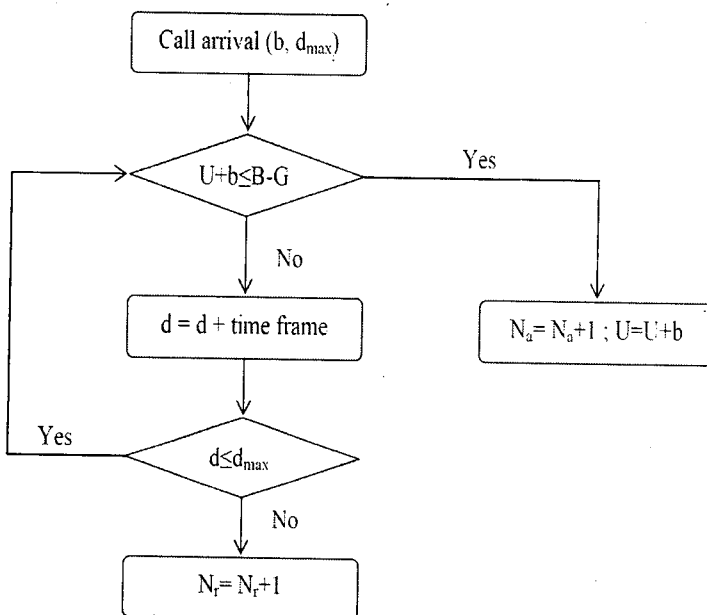 Call arrival (b, d_max)
U+b≤B-G
Yes
No
d = d + time frame
N_a= N_a+1 ; U=U+b
Yes
d≤d_max
No
N_r= N_r+1